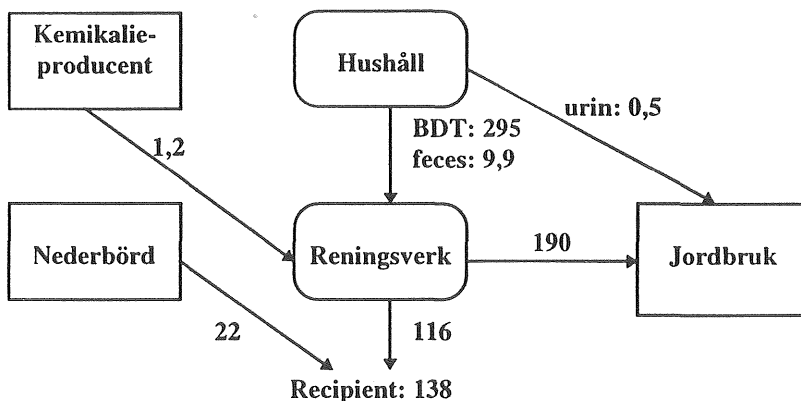 Kemikalie-
producent
Hushåll
urin: 0,5
BDT: 295
feces: 9,9
1,2
Nederbörd
Reningsverk
190
Jordbruk
22
116
Recipient: 138